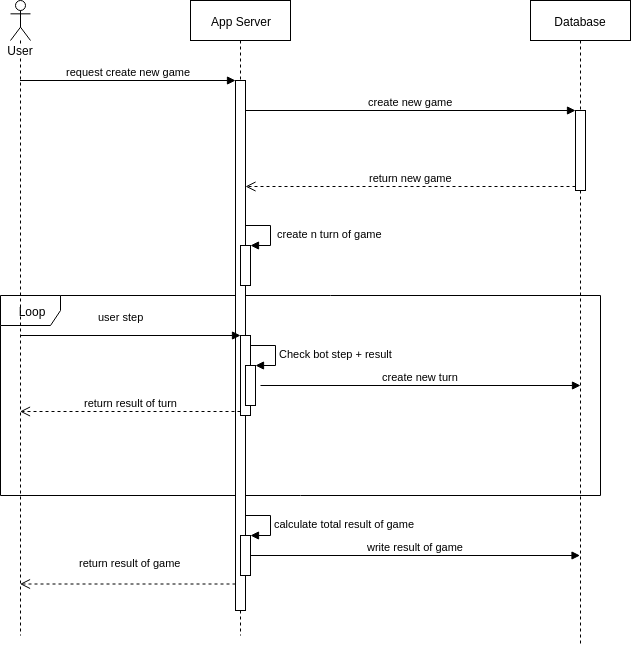 User
App Server
Database
request create new game
create new game
return new game
create n turn of game
Loop
user step
Check bot step + result
create new turn
return result of turn
calculate total result of game
write result of game
return result of game